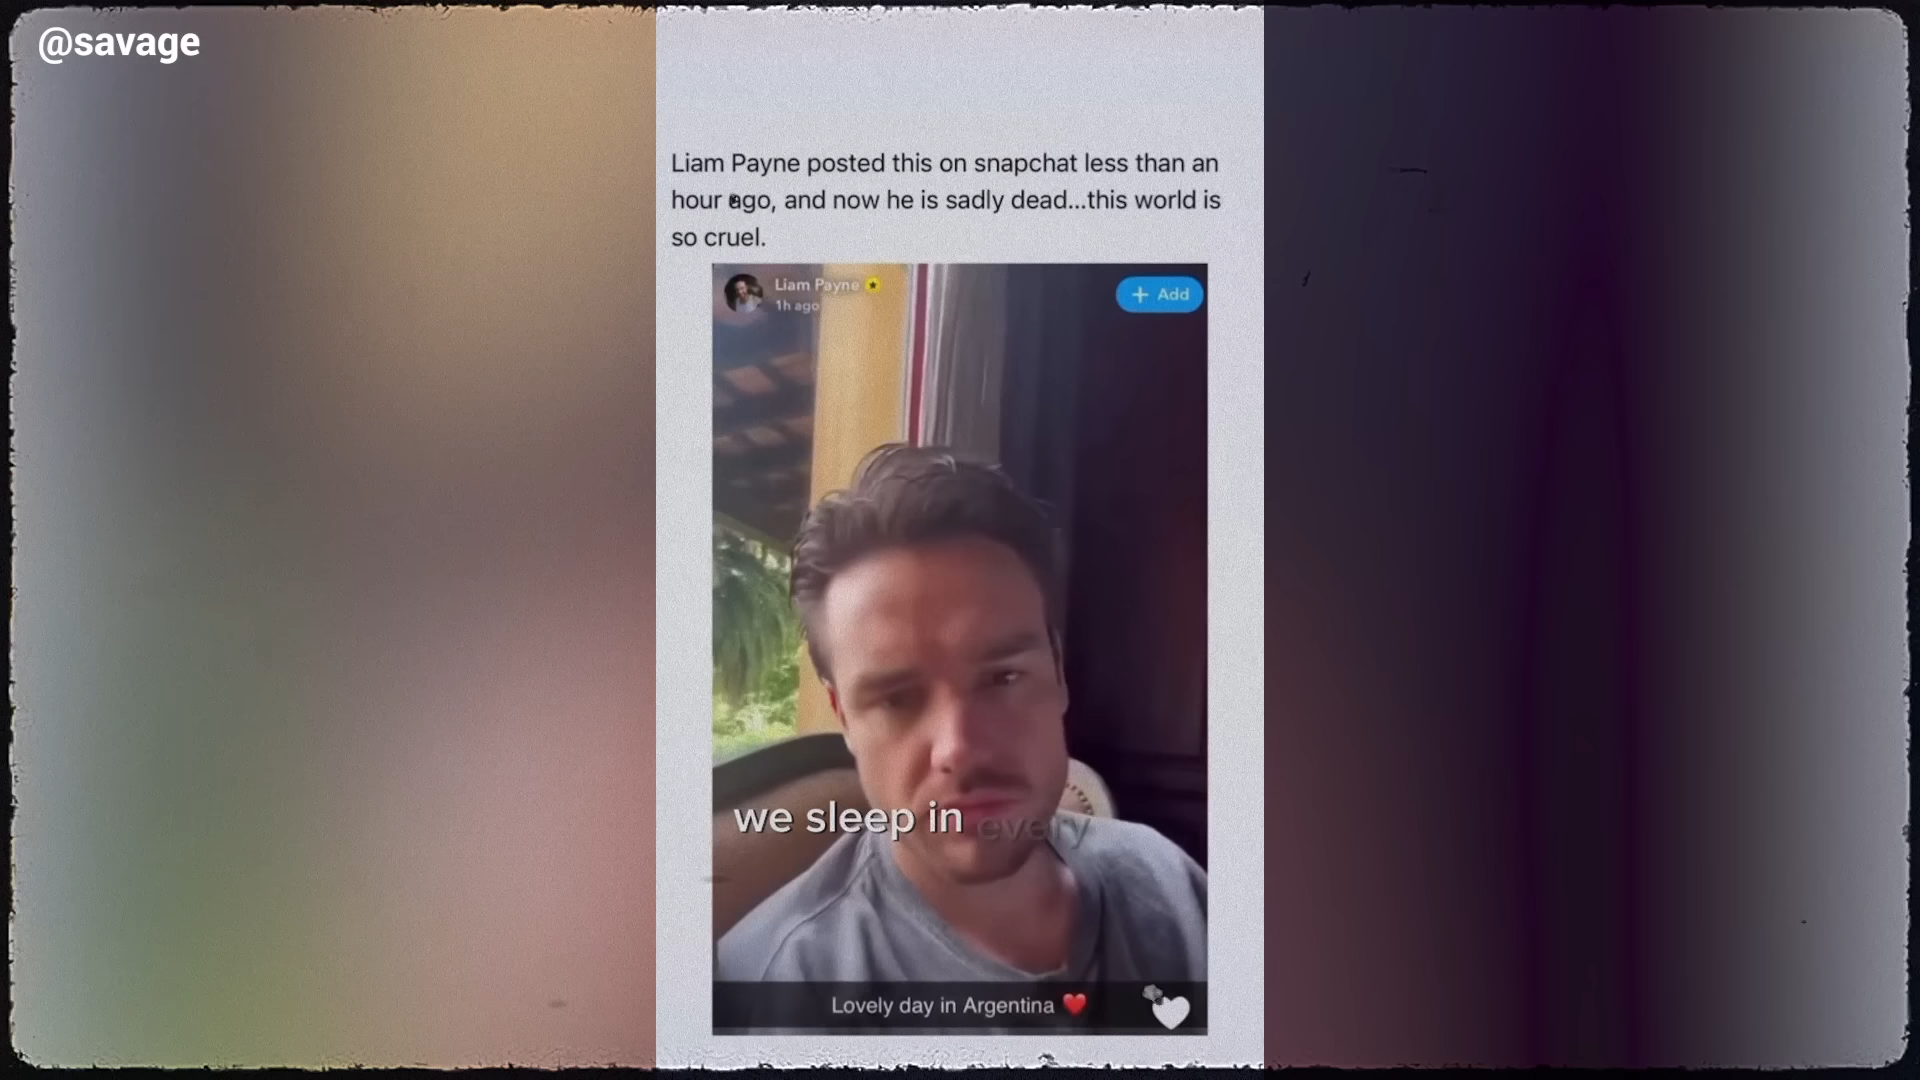 @savage
Liam Payne posted this on snapchat less than an
hour ago, and now he is sadly dead...this world is
so cruel.
Liam Payne
1h ago
+ Add
we sleep in every
Lovely day in Argentina ❤️